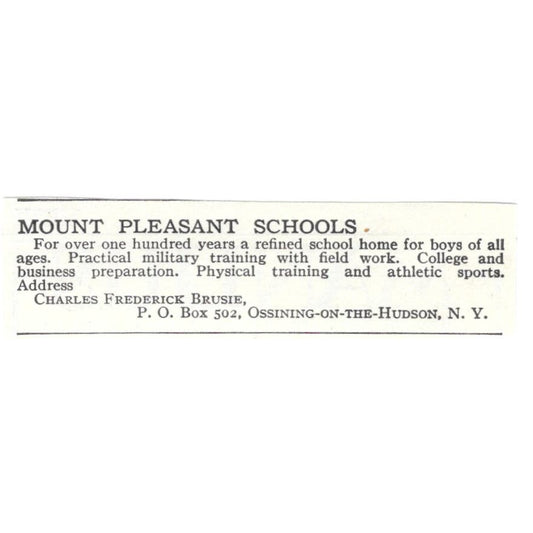 MOUNT PLEASANT SCHOOLS
For over one hundred years a refined school home for boys of all
ages. Practical military training with field work. College and
business preparation. Physical training and athletic sports.
Address
CHARLES FREDERICK BRUSIE,
P. O. BOX 502, OSSINING-ON-THE-HUDSON, N. Y.